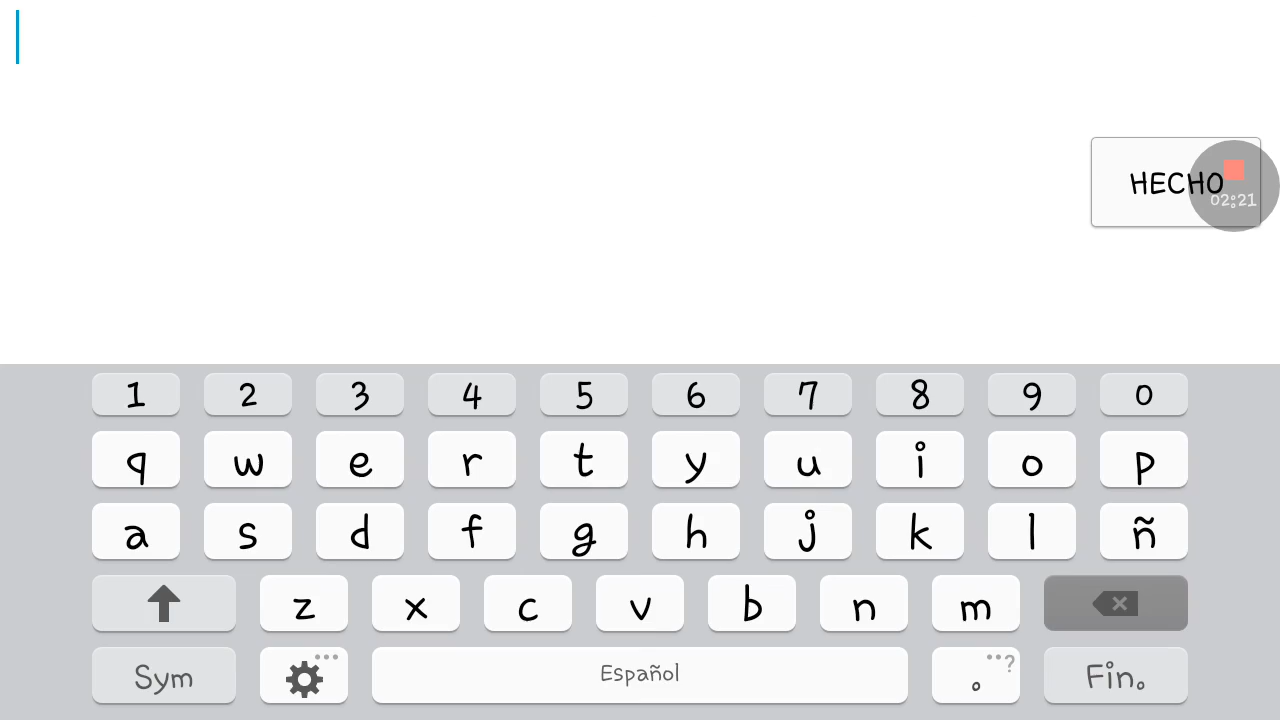 HECHO
02:21
1 2 3 4 5 6 7 8 9 0
q w e r t y u i o p
a s d f g h j k l ñ
z x c v b n m
Sym Español ...? . Fin.